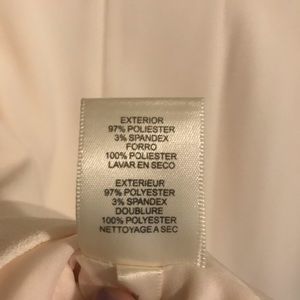 EXTERIOR
97% POLIESTER
3% SPANDEX
FORRO
100% POLIESTER
LAVAR EN SECO
EXTERIEUR
97% POLYESTER
3% SPANDEX
DOUBLURE
100% POLYESTER
NETTOYAGE A SEC